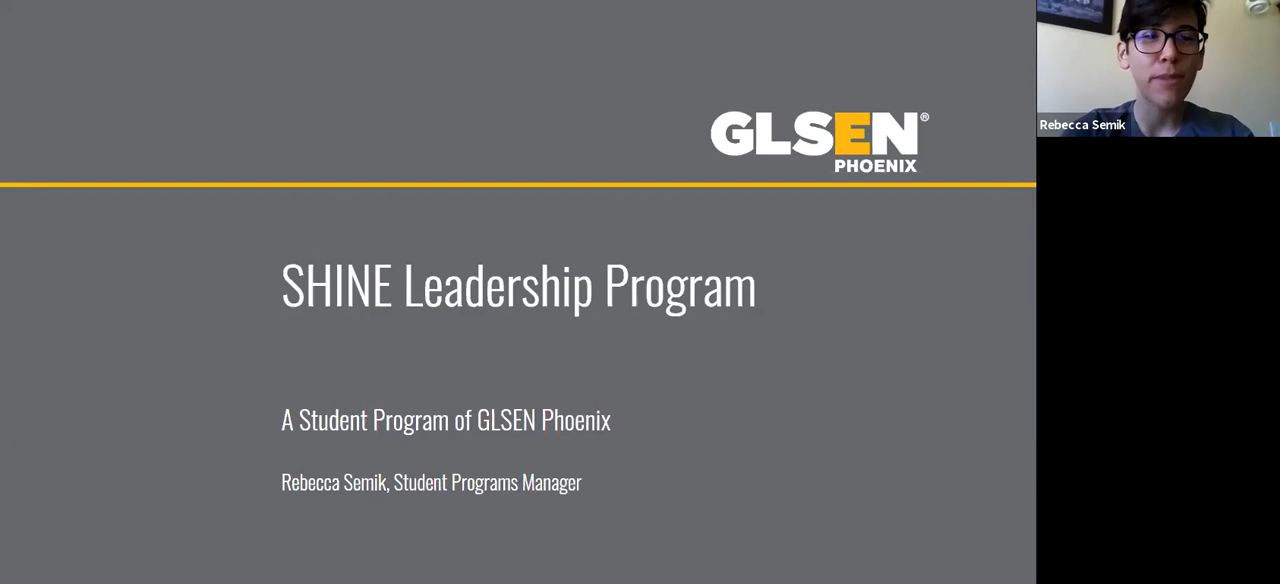 GLSEN®
PHOENIX
Rebecca Semik
SHINE Leadership Program
A Student Program of GLSEN Phoenix
Rebecca Semik, Student Programs Manager